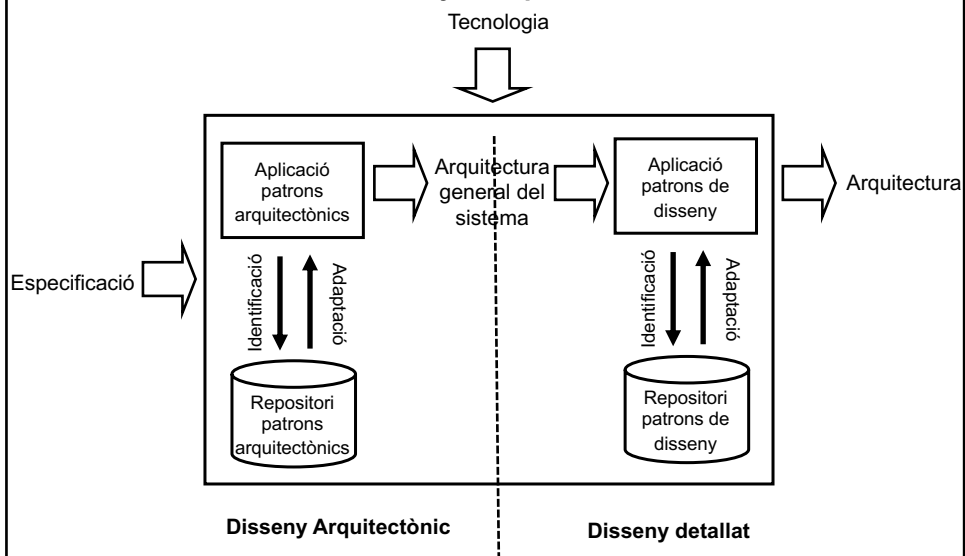 Tecnologia
Aplicació
patrons
arquitectònics
Arquitectura
general del
sistema
Aplicació
patrons de
disseny
Arquitectura
Especificació
Identificació
Adaptació
Identificació
Adaptació
Repositori
patrons
arquitectònics
Repositori
patrons de
disseny
Disseny Arquitectònic
Disseny detallat